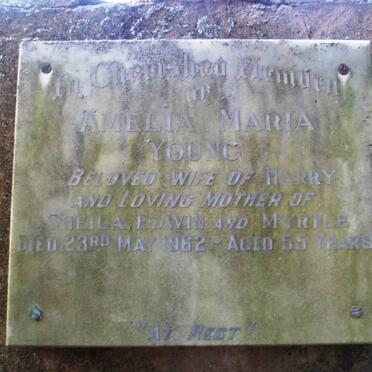 In Cherished Memory
of
AMELIA MARIA
YOUNG
BELOVED WIFE OF HARRY
AND LOVING MOTHER OF
SHEILA, EDWIN AND MYRTLE
DIED 23RD MAY 1962 - AGED 65 YEARS
"AT REST"